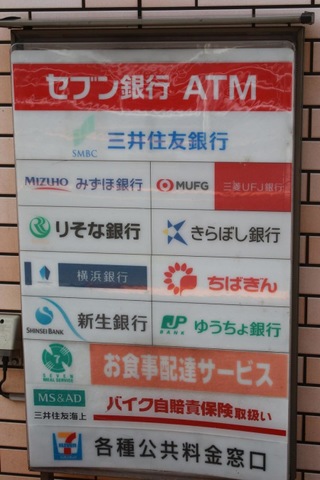 セブン銀行 ATM
SMBC 三井住友銀行
MIZUHO みずほ銀行 MUFG 三菱UFJ銀行
りそな銀行 きらぼし銀行
横浜銀行 ちばぎん
SHINSEI BANK 新生銀行 JP BANK ゆうちょ銀行
7 SEVEN MEAL SERVICE お食事配達サービス
MS&AD 三井住友海上 バイク自賠責保険取扱い
各種公共料金窓口